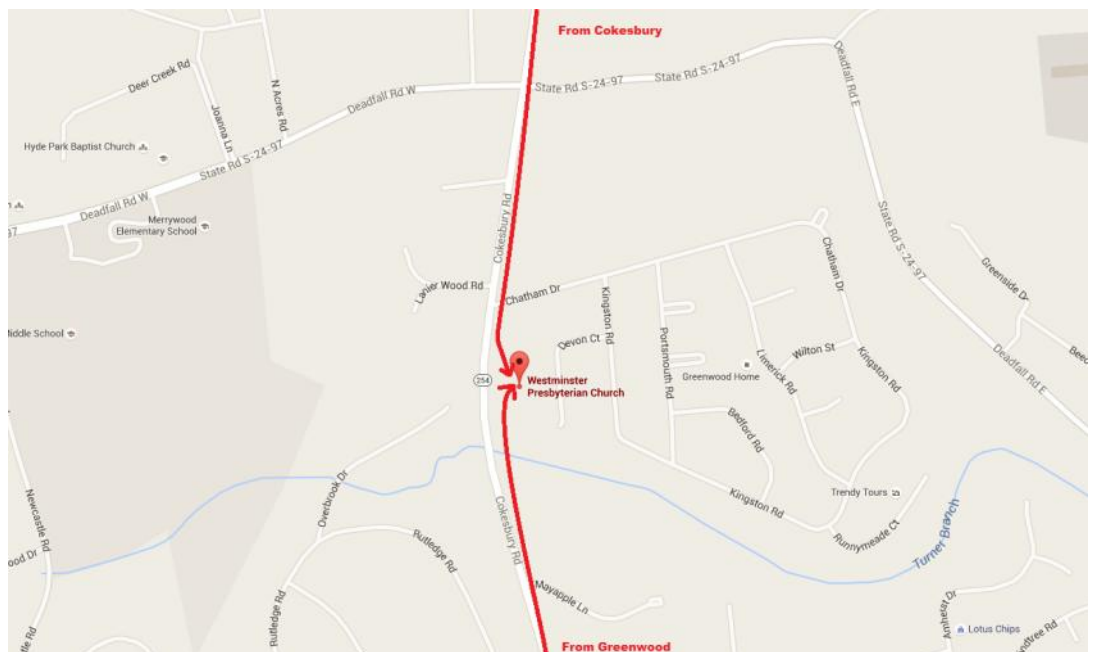 From Cokesbury
Deer Creek Rd
N Acres Rd
Joanna Ln
Deadfall Rd W
State Rd S-24-97
State Rd S-24-97
Deadfall Rd E
Hyde Park Baptist Church
State Rd S-24-97
Deadfall Rd W
97
Merrywood
Elementary School
Cokesbury Rd
State Rd S-24-97
Chatham Dr
Greenside Dr
Lanier Wood Rd
Chatham Dr
Kingston Rd
Portsmouth Rd
Middle School
Devon Ct
Wilton St
Limerick Rd
Kingston Rd
Deadfall Rd E
254
Westminster
Presbyterian Church
Greenwood Home
Bedford Rd
Newcastle Rd
Overbrook Dr
Cokesbury Rd
Kingston Rd
Trendy Tours
Runnymeade Ct
Turner Branch
Rutledge Rd
Rutledge Rd
Mayapple Ln
Amherst Dr
Lotus Chips
From Greenwood